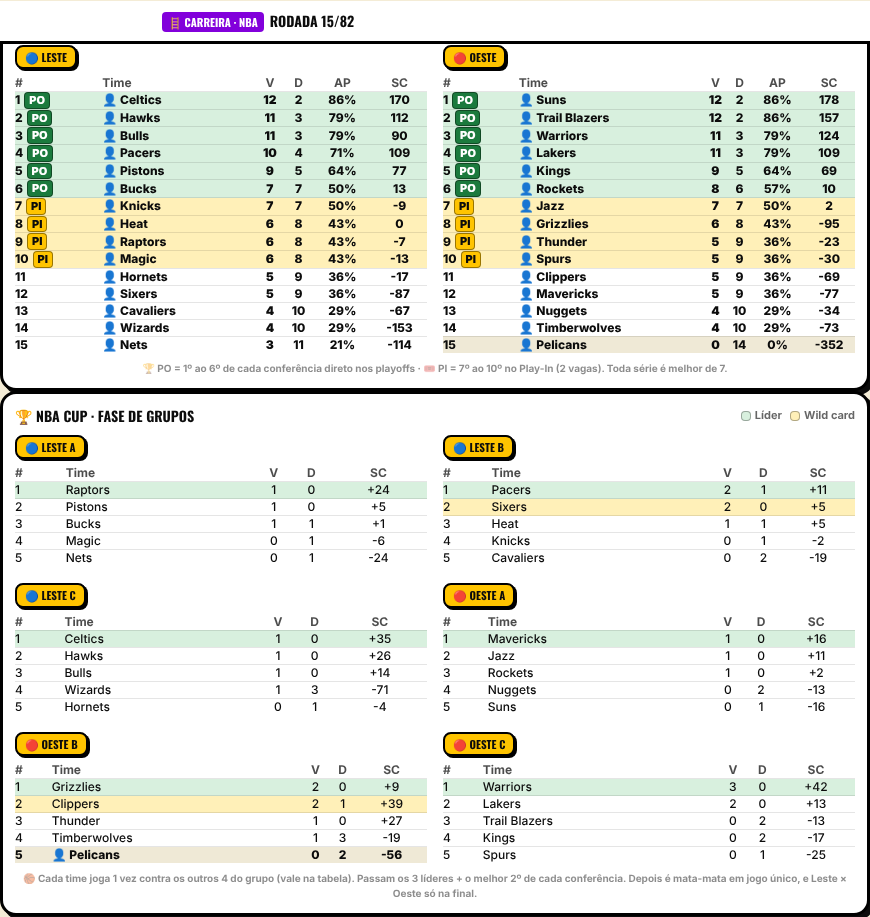 CARREIRA · NBA RODADA 15/82
LESTE
# Time V D AP SC
1 PO Celtics 12 2 86% 170
2 PO Hawks 11 3 79% 112
3 PO Bulls 11 3 79% 90
4 PO Pacers 10 4 71% 109
5 PO Pistons 9 5 64% 77
6 PO Bucks 7 7 50% 13
7 PI Knicks 7 7 50% -9
8 PI Heat 6 8 43% 0
9 PI Raptors 6 8 43% -7
10 PI Magic 6 8 43% -13
11 Hornets 5 9 36% -17
12 Sixers 5 9 36% -87
13 Cavaliers 4 10 29% -67
14 Wizards 4 10 29% -153
15 Nets 3 11 21% -114
OESTE
# Time V D AP SC
1 PO Suns 12 2 86% 178
2 PO Trail Blazers 12 2 86% 157
3 PO Warriors 11 3 79% 124
4 PO Lakers 11 3 79% 109
5 PO Kings 9 5 64% 69
6 PO Rockets 8 6 57% 10
7 PI Jazz 7 7 50% 2
8 PI Grizzlies 6 8 43% -95
9 PI Thunder 5 9 36% -23
10 PI Spurs 5 9 36% -30
11 Clippers 5 9 36% -69
12 Mavericks 5 9 36% -77
13 Nuggets 4 10 29% -34
14 Timberwolves 4 10 29% -73
15 Pelicans 0 14 0% -352
PO = 1º ao 6º de cada conferência direto nos playoffs · PI = 7º ao 10º no Play-In (2 vagas). Toda série é melhor de 7.
NBA CUP · FASE DE GRUPOS
Líder Wild card
LESTE A
# Time V D SC
1 Raptors 1 0 +24
2 Pistons 1 0 +5
3 Bucks 1 1 +1
4 Magic 0 1 -6
5 Nets 0 1 -24
LESTE B
# Time V D SC
1 Pacers 2 1 +11
2 Sixers 2 0 +5
3 Heat 1 1 +5
4 Knicks 0 1 -2
5 Cavaliers 0 2 -19
LESTE C
# Time V D SC
1 Celtics 1 0 +35
2 Hawks 1 0 +26
3 Bulls 1 0 +14
4 Wizards 1 3 -71
5 Hornets 0 1 -4
OESTE A
# Time V D SC
1 Mavericks 1 0 +16
2 Jazz 1 0 +11
3 Rockets 1 0 +2
4 Nuggets 0 2 -13
5 Suns 0 1 -16
OESTE B
# Time V D SC
1 Grizzlies 2 0 +9
2 Clippers 2 1 +39
3 Thunder 1 0 +27
4 Timberwolves 1 3 -19
5 Pelicans 0 2 -56
OESTE C
# Time V D SC
1 Warriors 3 0 +42
2 Lakers 2 0 +13
3 Trail Blazers 0 2 -13
4 Kings 0 2 -17
5 Spurs 0 1 -25
Cada time joga 1 vez contra os outros 4 do grupo (vale na tabela). Passam os 3 líderes + o melhor 2º de cada conferência. Depois é mata-mata em jogo único, e Leste ×
Oeste só na final.